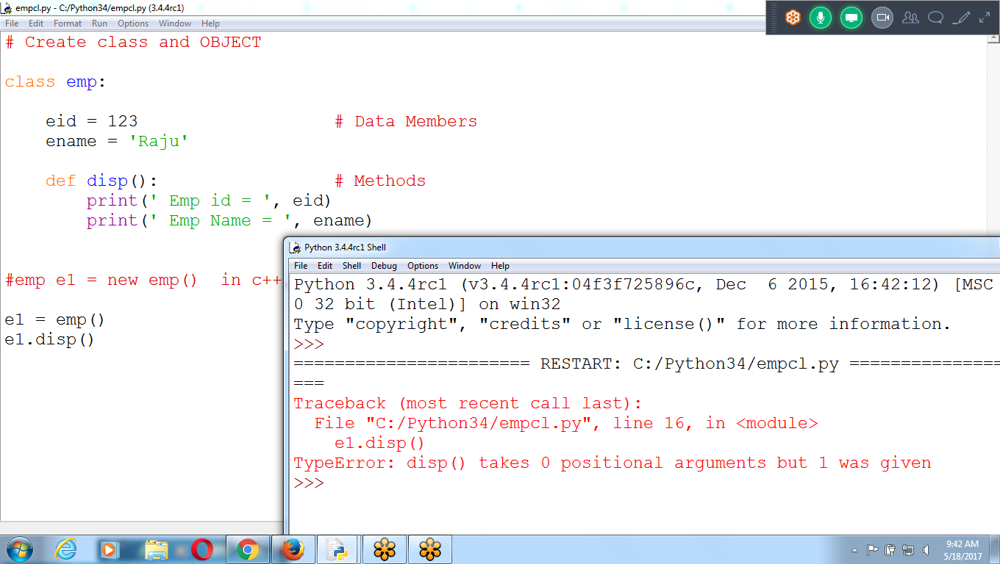 empcl.py - C:/Python34/empcl.py (3.4.4rc1)
File Edit Format Run Options Window Help
# Create class and OBJECT
class emp:
eid = 123 # Data Members
ename = 'Raju'
def disp(): # Methods
print(' Emp id = ', eid)
print(' Emp Name = ', ename)
#emp e1 = new emp() in c++
e1 = emp()
e1.disp()
Python 3.4.4rc1 Shell
File Edit Shell Debug Options Window Help
Python 3.4.4rc1 (v3.4.4rc1:04f3f725896c, Dec 6 2015, 16:42:12) [MSC
0 32 bit (Intel)] on win32
Type "copyright", "credits" or "license()" for more information.
>>>
======================= RESTART: C:/Python34/empcl.py ===============
===
Traceback (most recent call last):
File "C:/Python34/empcl.py", line 16, in <module>
e1.disp()
TypeError: disp() takes 0 positional arguments but 1 was given
>>>
9:42 AM
5/18/2017